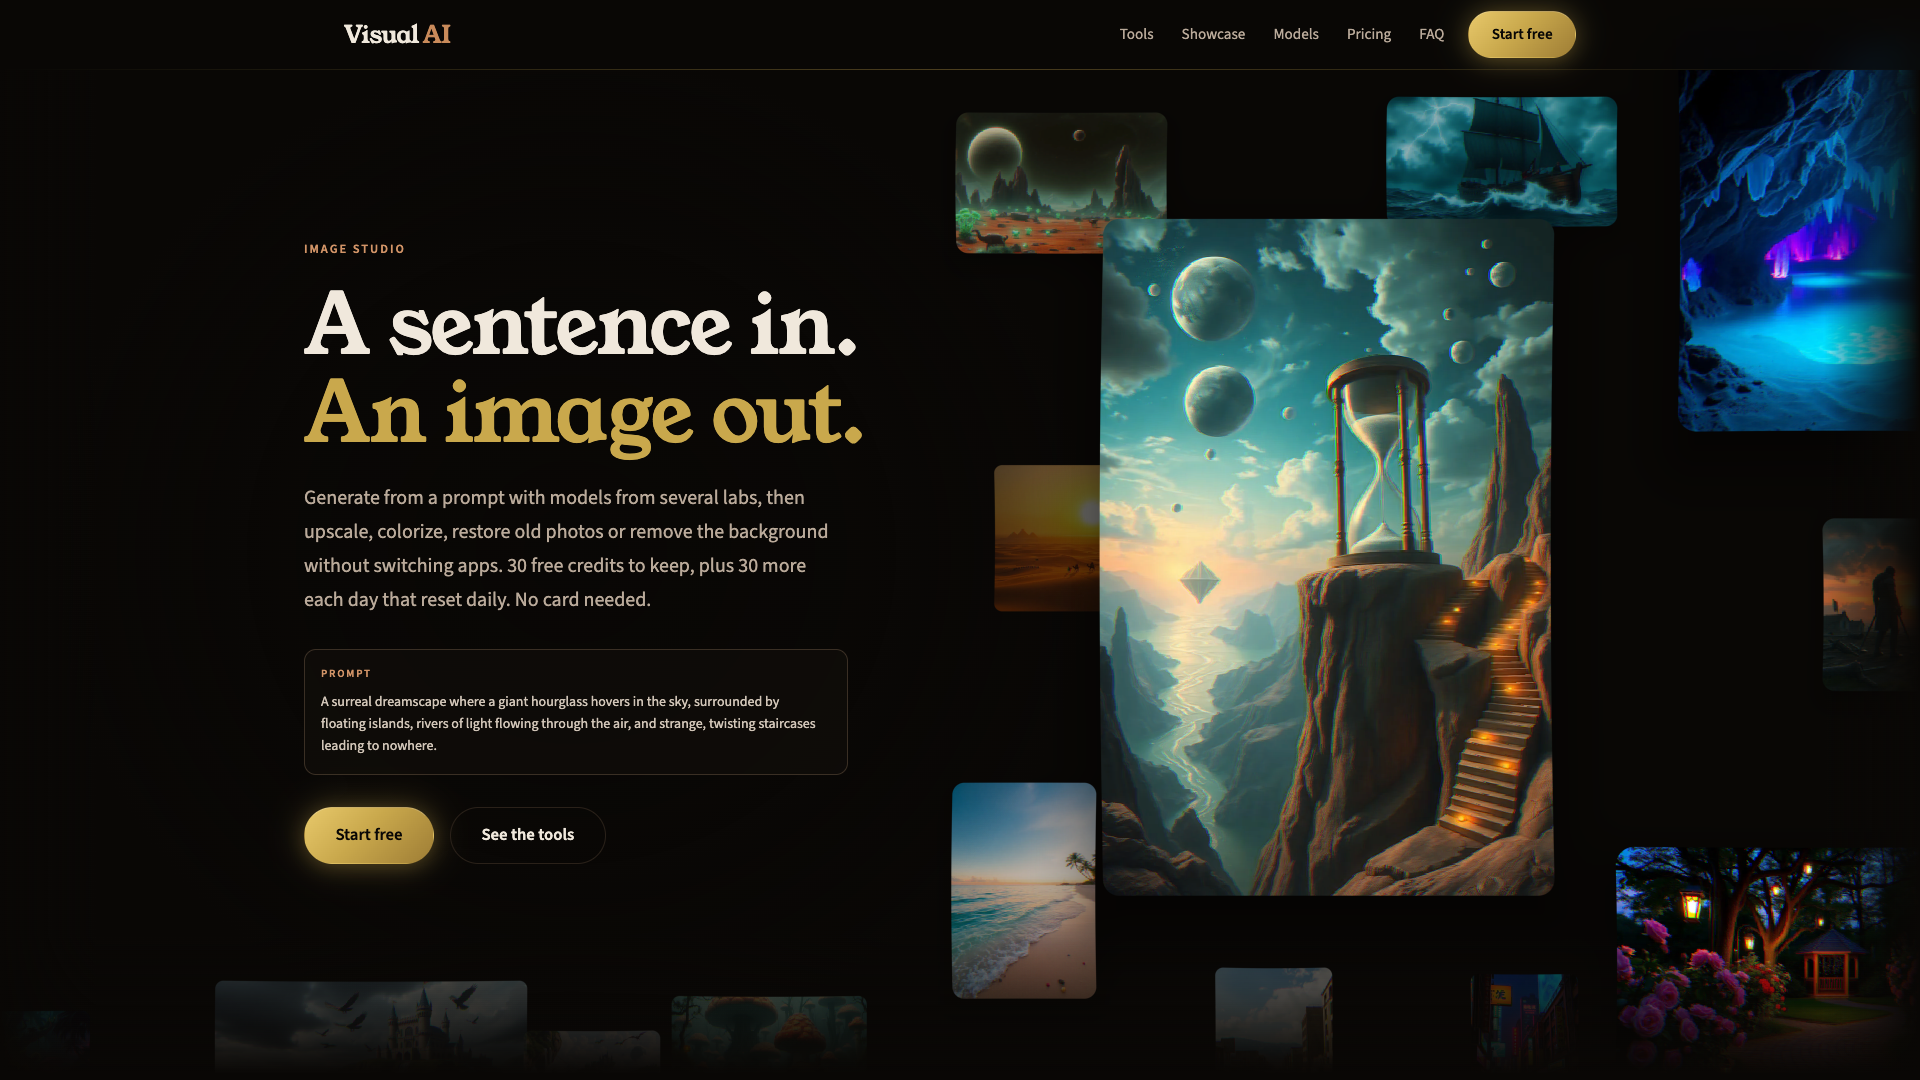 Visual AI
Tools Showcase Models Pricing FAQ Start free
IMAGE STUDIO
A sentence in.
An image out.
Generate from a prompt with models from several labs, then
upscale, colorize, restore old photos or remove the background
without switching apps. 30 free credits to keep, plus 30 more
each day that reset daily. No card needed.
PROMPT
A surreal dreamscape where a giant hourglass hovers in the sky, surrounded by
floating islands, rivers of light flowing through the air, and strange, twisting staircases
leading to nowhere.
Start free See the tools